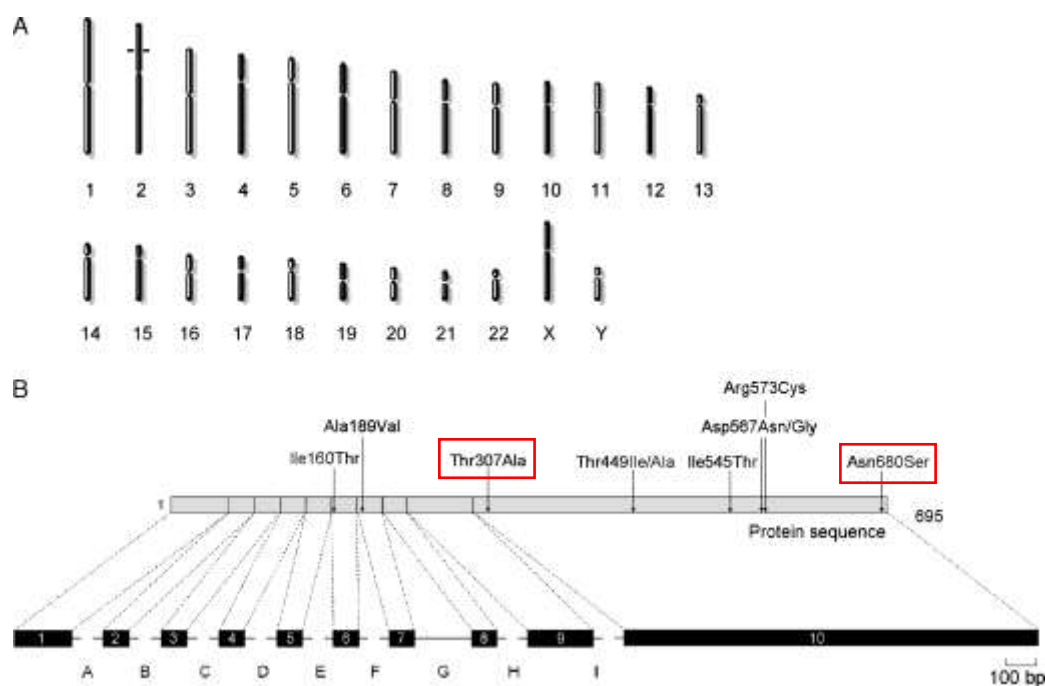 A
1 2 3 4 5 6 7 8 9 10 11 12 13
14 15 16 17 18 19 20 21 22 X Y
B
Arg573Cys
Ala189Val Asp567Asn/Gly
Ile160Thr Thr307Ala Thr449Ile/Ala Ile545Thr Asn680Ser
1 695
Protein sequence
1 2 3 4 5 6 7 8 9 10
A B C D E F G H I
100 bp